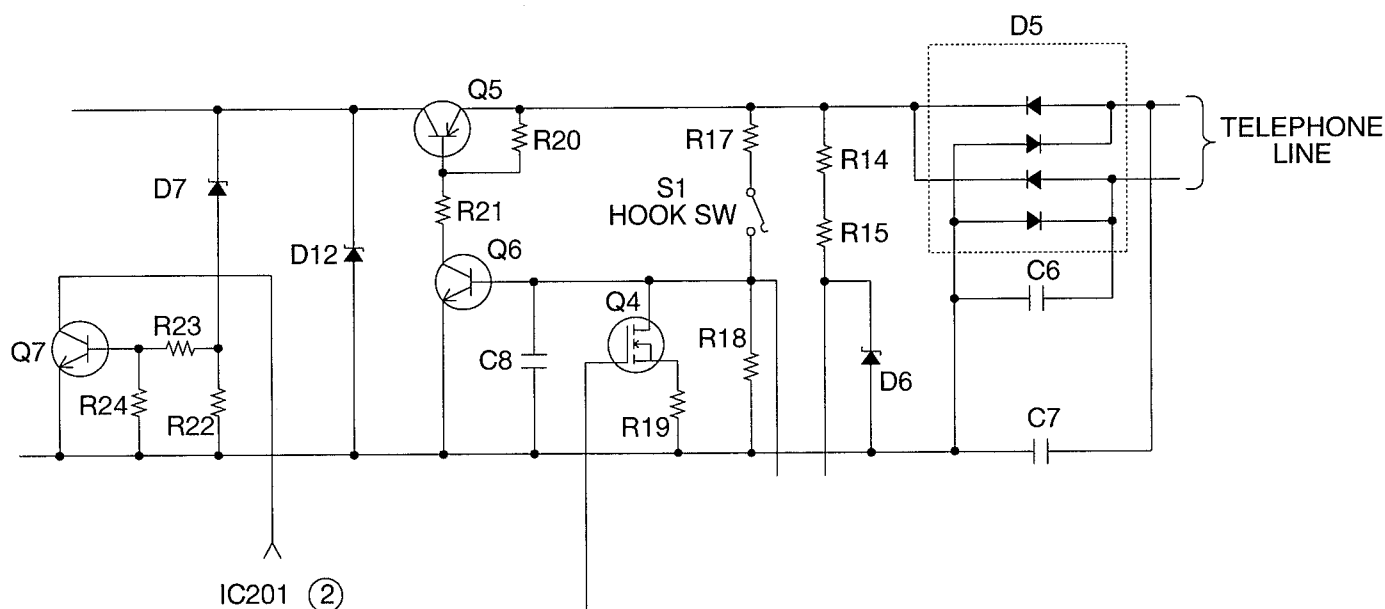 D5
Q5
R20
R17
R14
TELEPHONE
LINE
D7
S1
HOOK SW
R21
R15
D12
Q6
C6
Q4
R23
R18
Q7
C8
D6
R24
R22
R19
C7
IC201 ②